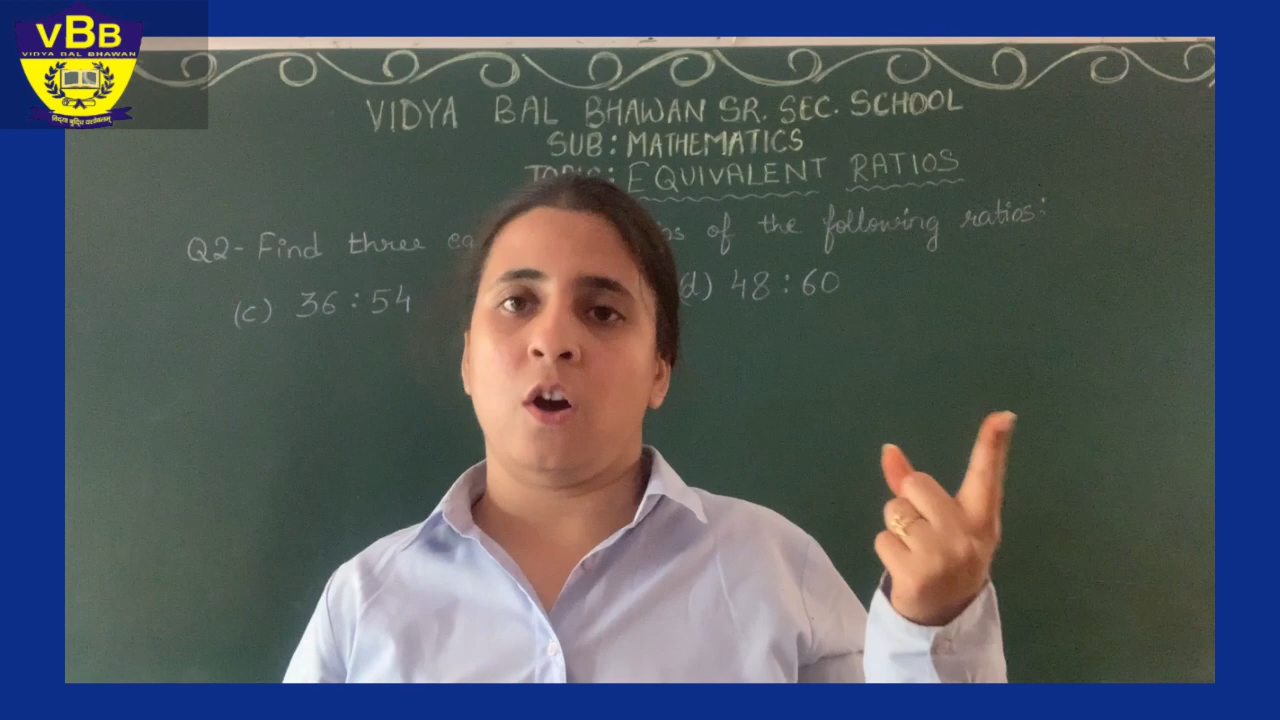 VBB
VIDYA BAL BHAWAN
VIDYA BAL BHAWAN SR. SEC. SCHOOL
SUB: MATHEMATICS
TOPIC: EQUIVALENT RATIOS
Q2- Find three of the following ratios:
(c) 36:54 (d) 48:60